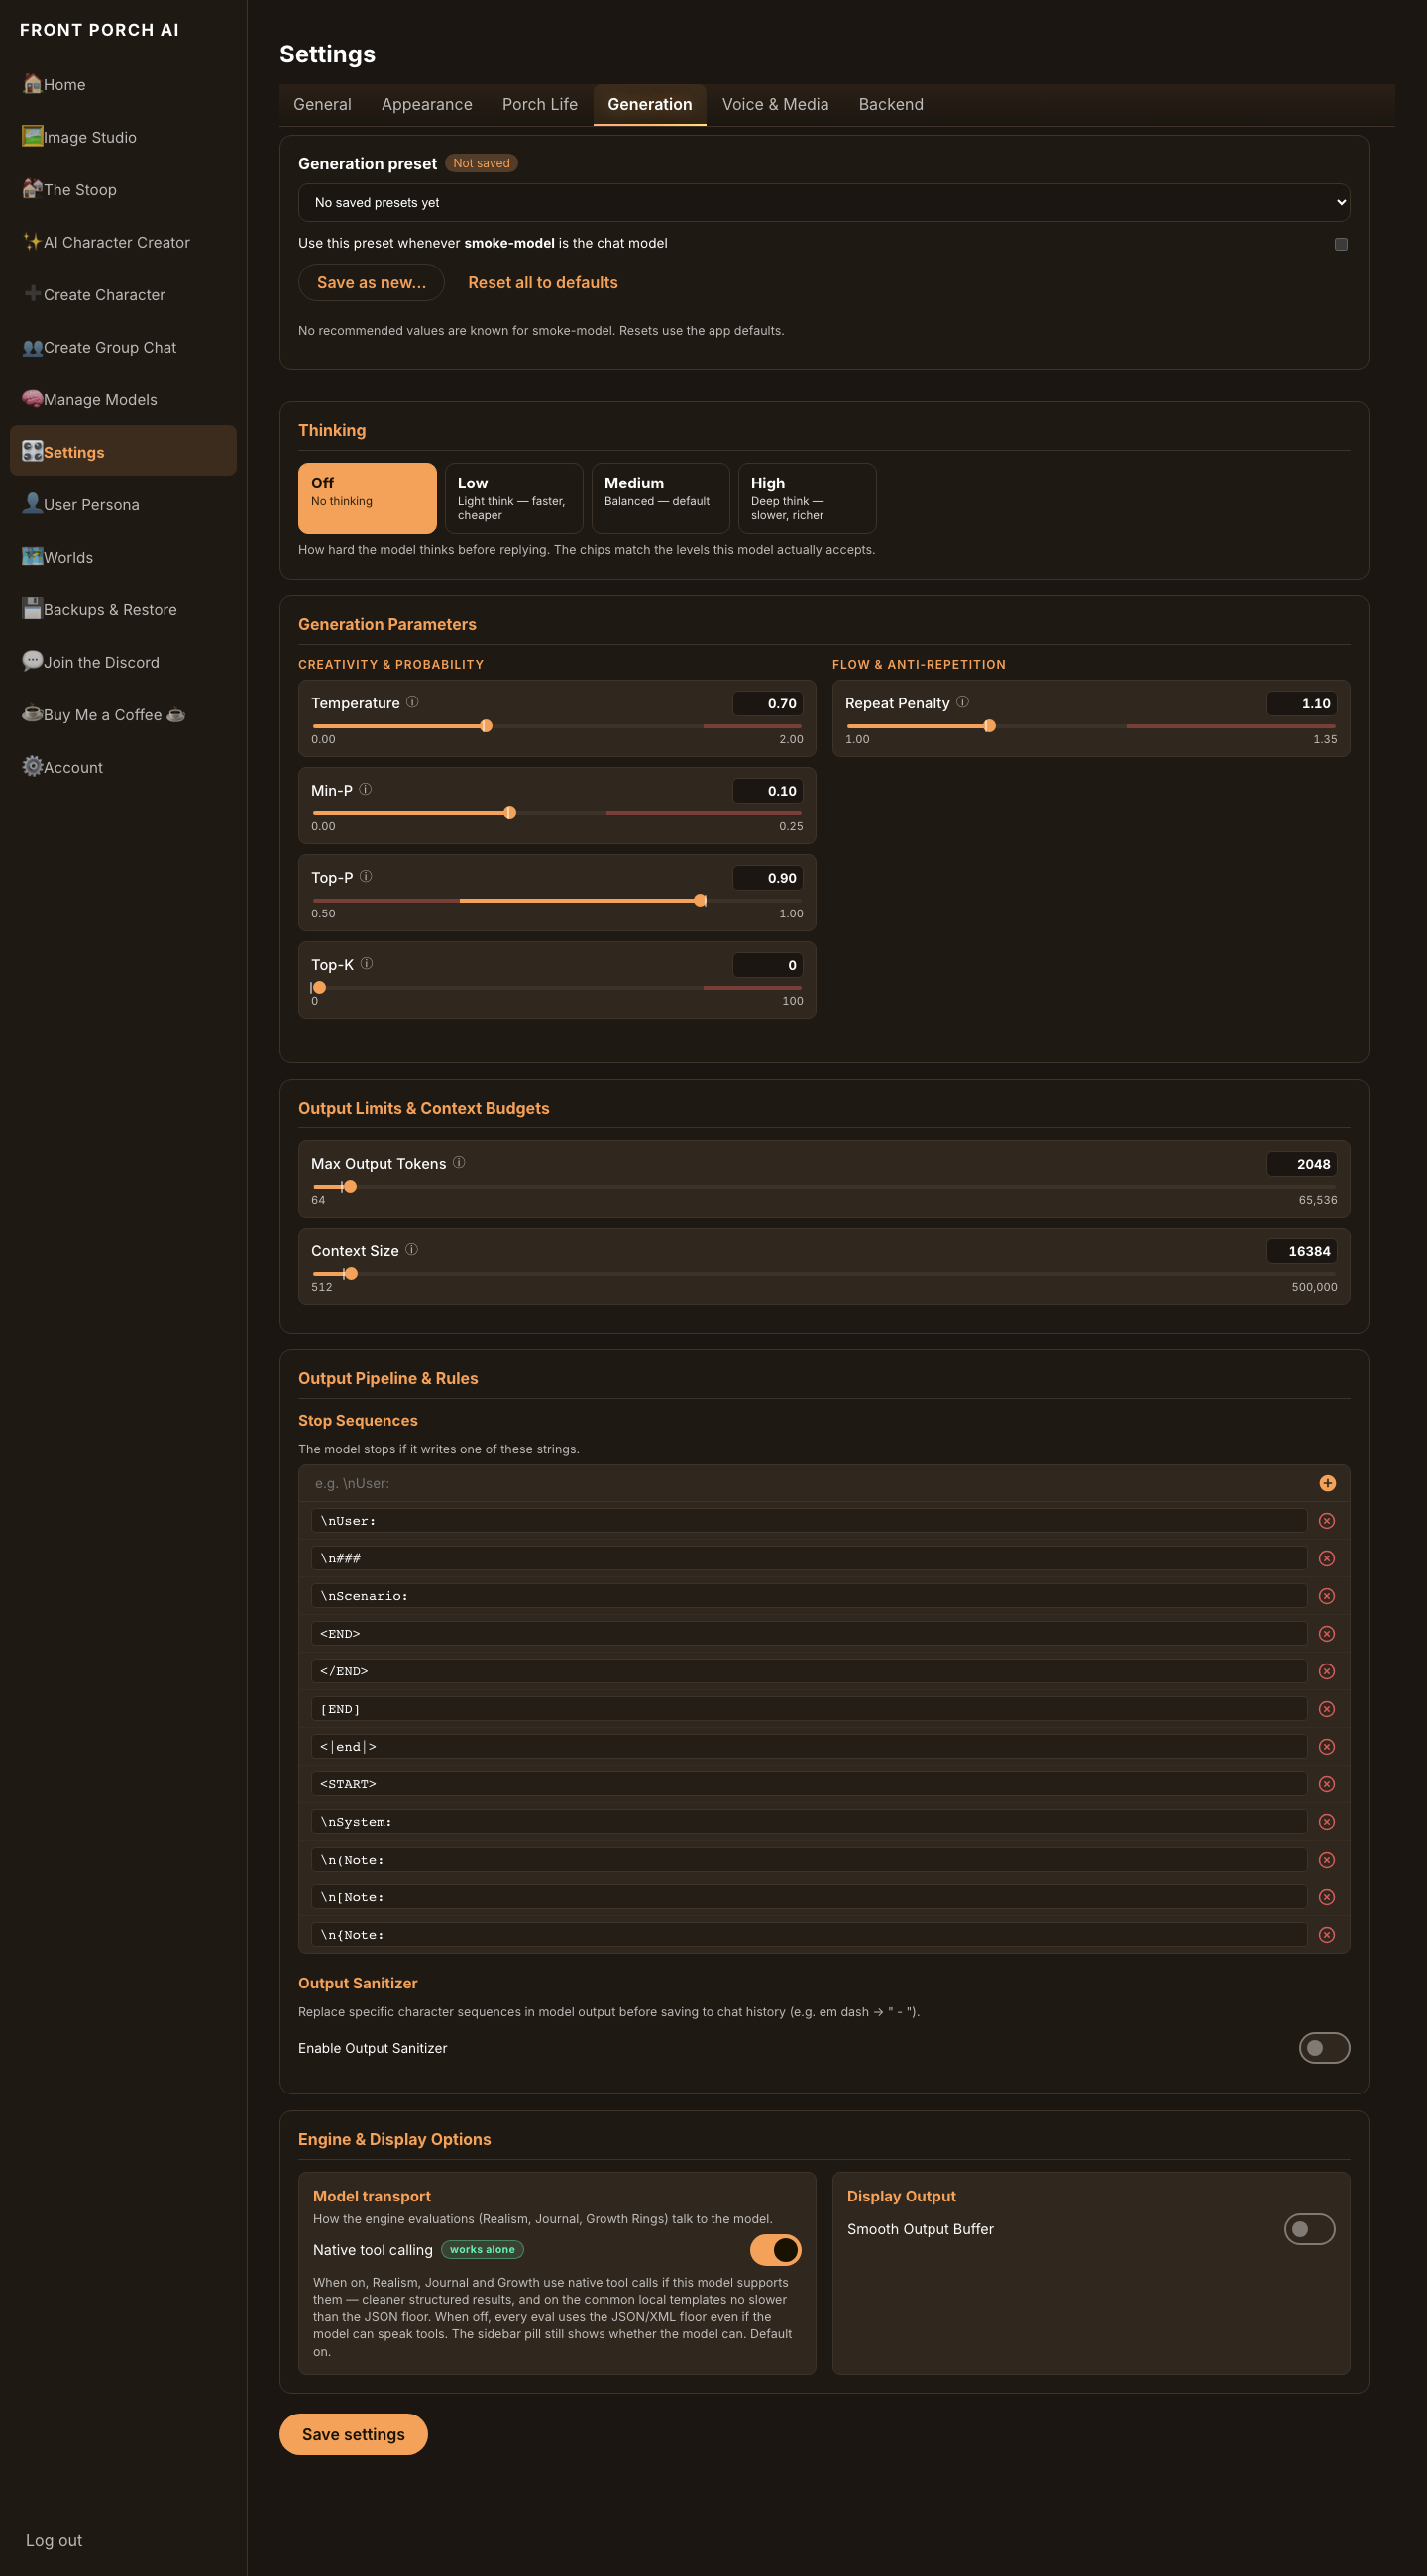 FRONT PORCH AI
Home
Image Studio
The Stoop
AI Character Creator
Create Character
Create Group Chat
Manage Models
Settings
User Persona
Worlds
Backups & Restore
Join the Discord
Buy Me a Coffee ☕
Account
Log out
Settings
General
Appearance
Porch Life
Generation
Voice & Media
Backend
Generation preset
Not saved
No saved presets yet
Use this preset whenever smoke-model is the chat model
Save as new...
Reset all to defaults
No recommended values are known for smoke-model. Resets use the app defaults.
Thinking
Off
No thinking
Low
Light think — faster,
cheaper
Medium
Balanced — default
High
Deep think —
slower, richer
How hard the model thinks before replying. The chips match the levels this model actually accepts.
Generation Parameters
CREATIVITY & PROBABILITY
Temperature ⓘ 0.70
0.00 2.00
Min-P ⓘ 0.10
0.00 0.25
Top-P ⓘ 0.90
0.50 1.00
Top-K ⓘ 0
0 100
FLOW & ANTI-REPETITION
Repeat Penalty ⓘ 1.10
1.00 1.35
Output Limits & Context Budgets
Max Output Tokens ⓘ 2048
64 65,536
Context Size ⓘ 16384
512 500,000
Output Pipeline & Rules
Stop Sequences
The model stops if it writes one of these strings.
e.g. \nUser:
\nUser:
\n###
\nScenario:
<END>
</END>
[END]
<|end|>
<START>
\nSystem:
\n(Note:
\n[Note:
\n{Note:
Output Sanitizer
Replace specific character sequences in model output before saving to chat history (e.g. em dash → " - ").
Enable Output Sanitizer
Engine & Display Options
Model transport
How the engine evaluations (Realism, Journal, Growth Rings) talk to the model.
Native tool calling works alone
When on, Realism, Journal and Growth use native tool calls if this model supports
them — cleaner structured results, and on the common local templates no slower
than the JSON floor. When off, every eval uses the JSON/XML floor even if the
model can speak tools. The sidebar pill still shows whether the model can. Default
on.
Display Output
Smooth Output Buffer
Save settings